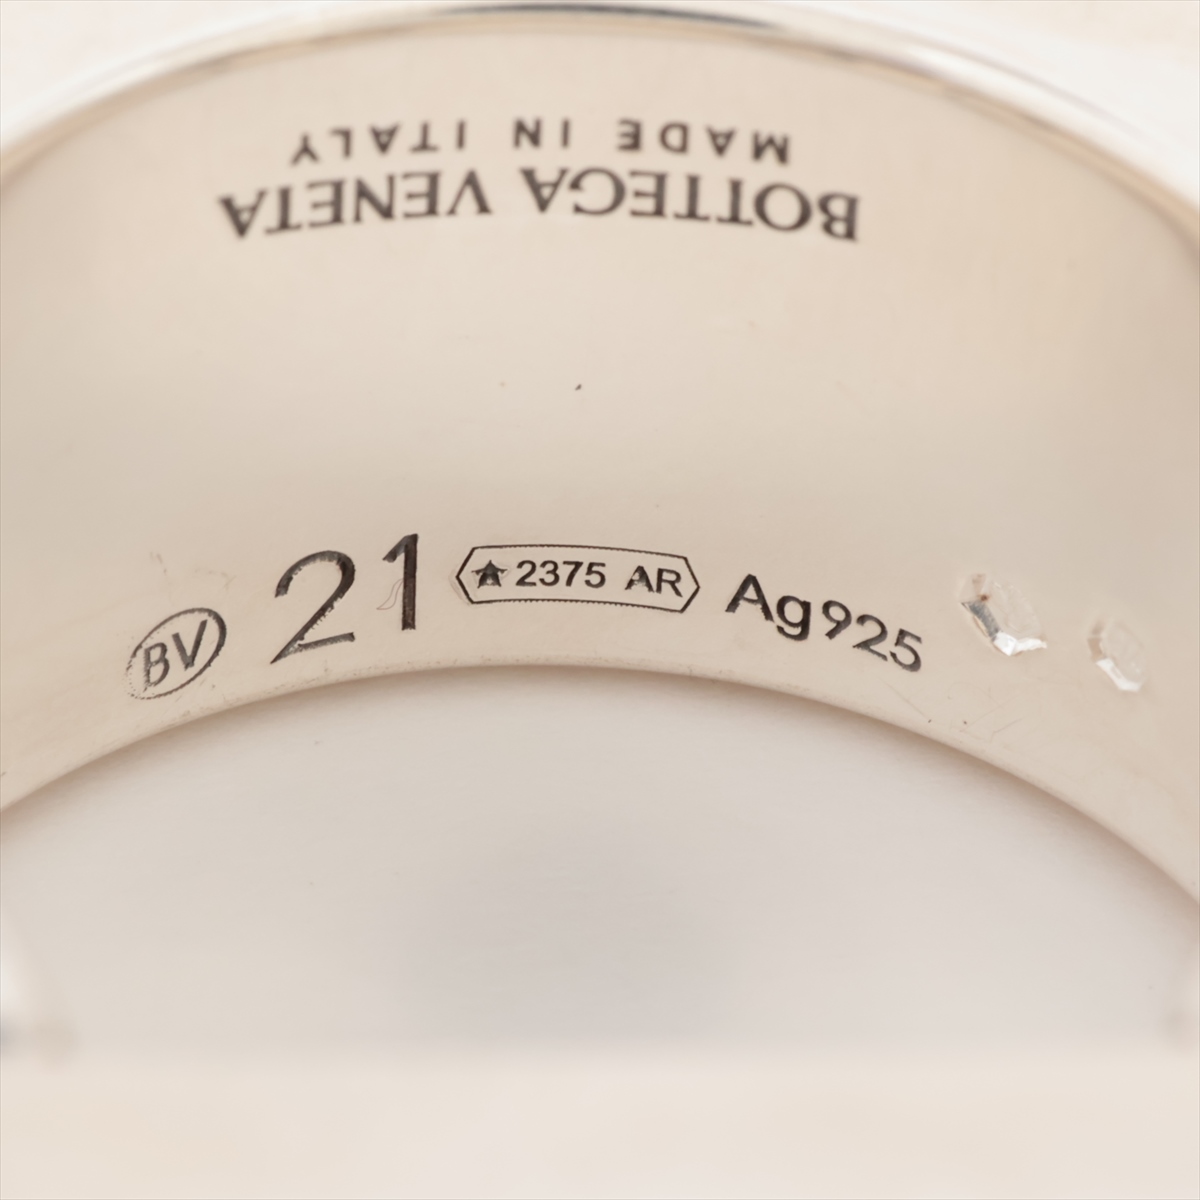 BOTTEGA VENETA
MADE IN ITALY
BV 21 ★2375 AR Ag925